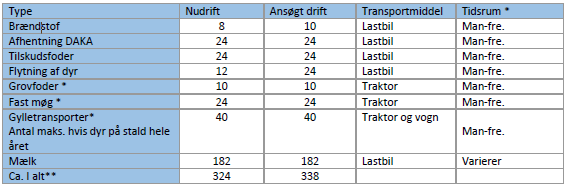 Type Nudrift Ansøgt drift Transportmiddel Tidsrum *
Brændstof 8 10 Lastbil Man-fre.
Afhentning DAKA 24 24 Lastbil Man-fre.
Tilskudsfoder 24 24 Lastbil Man-fre.
Flytning af dyr 12 24 Lastbil Man-fre.
Grovfoder * 10 10 Traktor Man-fre.
Fast møg * 24 24 Traktor Man-fre.
Gylletransporter* 40 40 Traktor og vogn
Antal maks. hvis dyr på stald hele Man-fre.
året
Mælk 182 182 Lastbil Varierer
Ca. I alt** 324 338